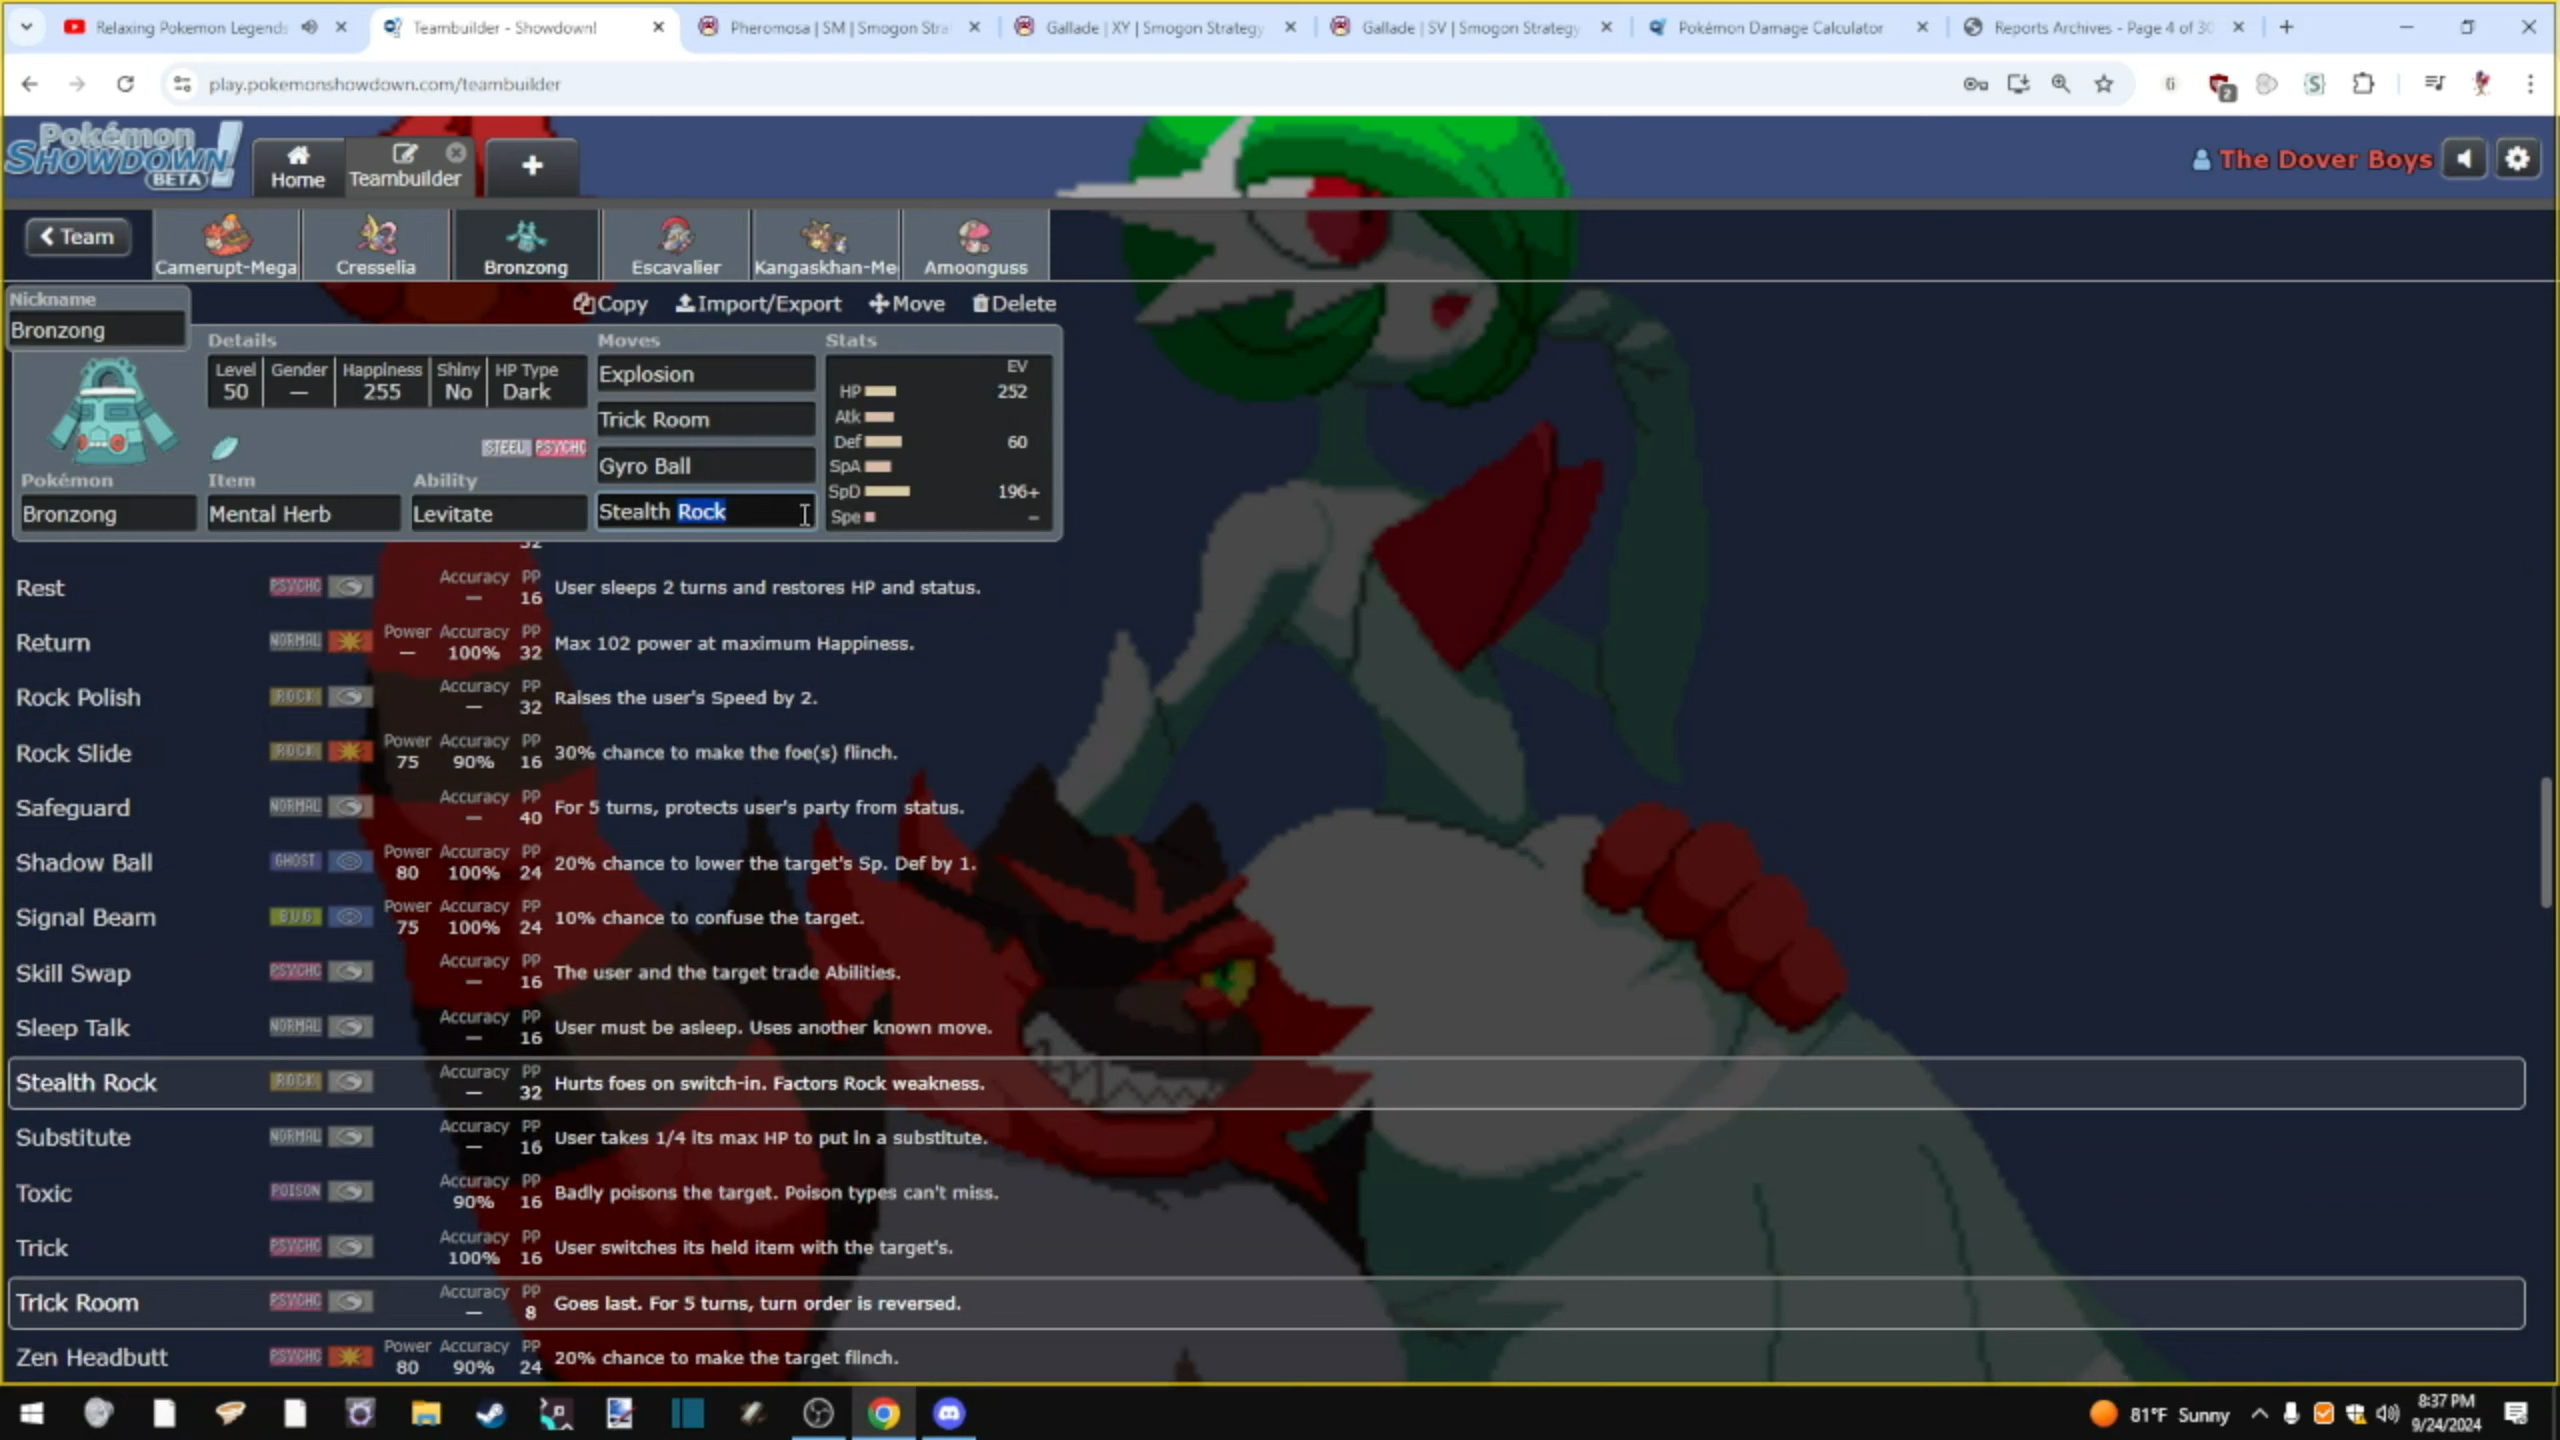 Relaxing Pokemon Legends
Teambuilder - Showdown!
Pheromosa | SM | Smogon Stra
Gallade | XY | Smogon Strategy
Gallade | SV | Smogon Strategy
Pokémon Damage Calculator
Reports Archives - Page 4 of 30
play.pokemonshowdown.com/teambuilder
2
Pokémon
SHOWDOWN!
BETA
Home
Teambuilder
The Dover Boys
Team
Camerupt-Mega
Cresselia
Bronzong
Escavalier
Kangaskhan-Me
Amoonguss
Nickname
Bronzong
Copy
Import/Export
Move
Delete
Details
Level Gender Happiness Shiny HP Type
50 — 255 No Dark
STEEL PSYCHC
Pokémon
Bronzong
Item
Mental Herb
Ability
Levitate
Moves
Explosion
Trick Room
Gyro Ball
Stealth Rock
Stats
EV
HP 252
Atk
Def 60
SpA
SpD 196+
Spe –
32
Rest PSYCHC Accuracy — PP 16 User sleeps 2 turns and restores HP and status.
Return NORMAL Power — Accuracy 100% PP 32 Max 102 power at maximum Happiness.
Rock Polish ROCK Accuracy — PP 32 Raises the user's Speed by 2.
Rock Slide ROCK Power 75 Accuracy 90% PP 16 30% chance to make the foe(s) flinch.
Safeguard NORMAL Accuracy — PP 40 For 5 turns, protects user's party from status.
Shadow Ball GHOST Power 80 Accuracy 100% PP 24 20% chance to lower the target's Sp. Def by 1.
Signal Beam BUG Power 75 Accuracy 100% PP 24 10% chance to confuse the target.
Skill Swap PSYCHC Accuracy — PP 16 The user and the target trade Abilities.
Sleep Talk NORMAL Accuracy — PP 16 User must be asleep. Uses another known move.
Stealth Rock ROCK Accuracy — PP 32 Hurts foes on switch-in. Factors Rock weakness.
Substitute NORMAL Accuracy — PP 16 User takes 1/4 its max HP to put in a substitute.
Toxic POISON Accuracy 90% PP 16 Badly poisons the target. Poison types can't miss.
Trick PSYCHC Accuracy 100% PP 16 User switches its held item with the target's.
Trick Room PSYCHC Accuracy — PP 8 Goes last. For 5 turns, turn order is reversed.
Zen Headbutt PSYCHC Power 80 Accuracy 90% PP 24 20% chance to make the target flinch.
81°F Sunny
8:37 PM
9/24/2024